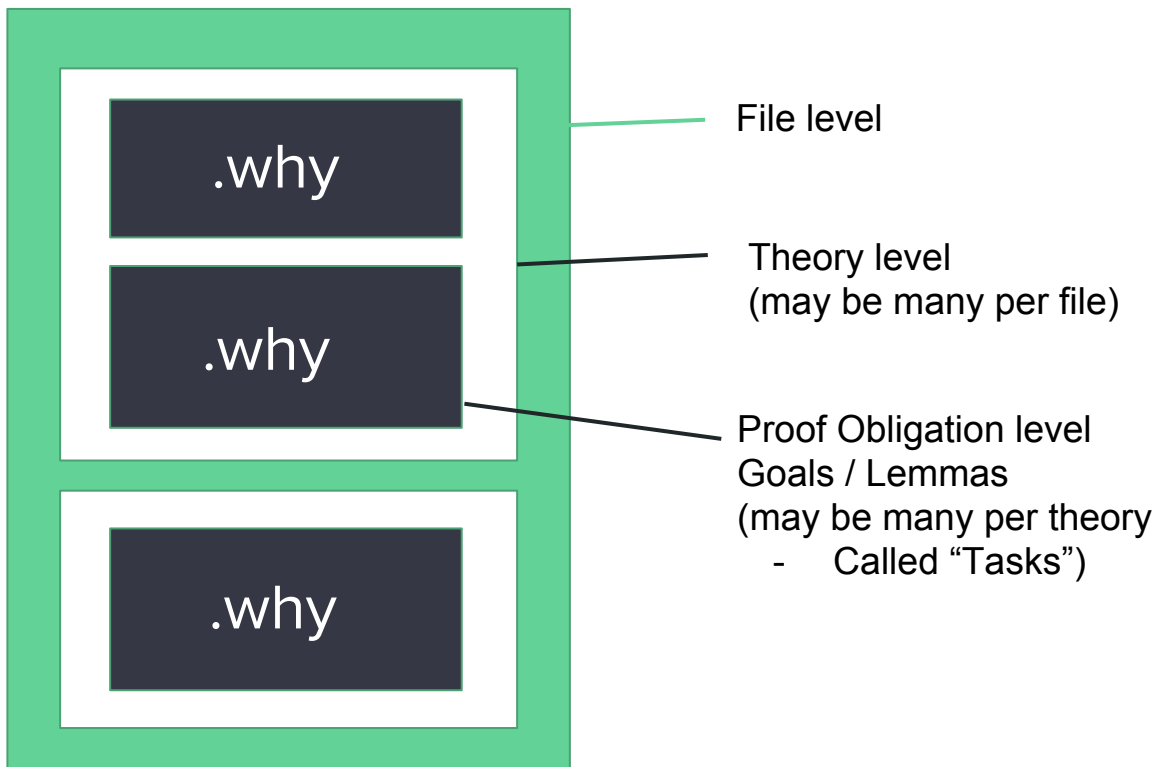 .why
.why
.why
File level
Theory level
(may be many per file)
Proof Obligation level
Goals / Lemmas
(may be many per theory
- Called “Tasks”)